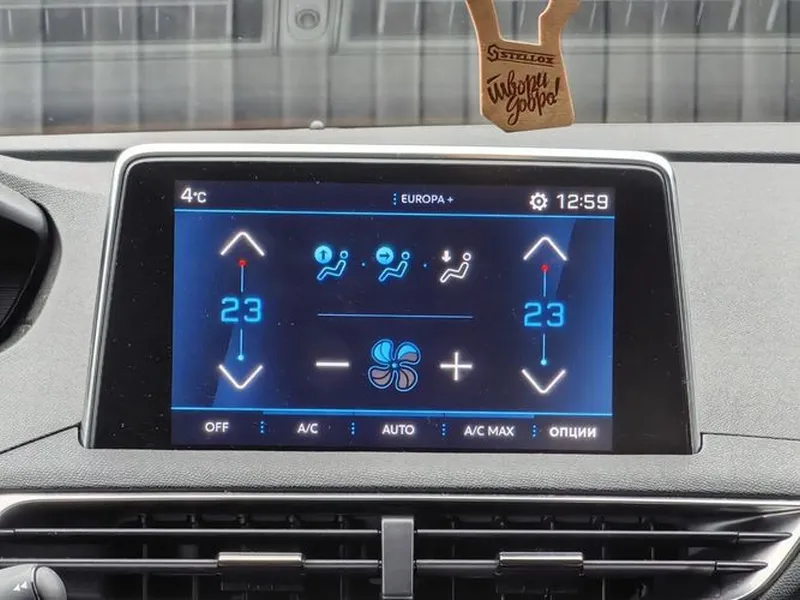 STELLOX
Твори
добро!
4°C
EUROPA+
12:59
23
23
OFF
A/C
AUTO
A/C MAX
ОПЦИИ